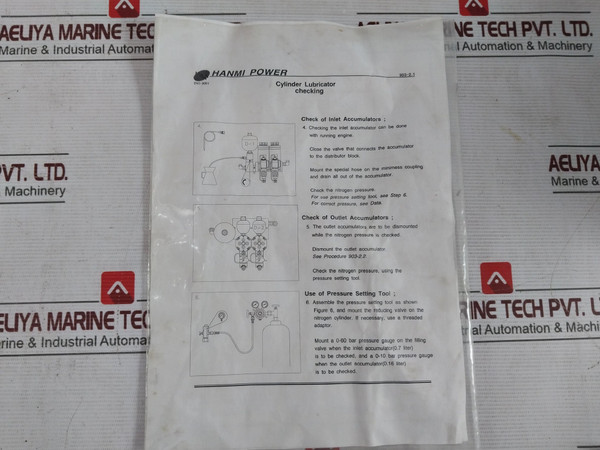 AELIYA MARINE TECH PVT. LTD.
Marine & Industrial Automation & Machinery
HANMI POWER
903-2.1
Cylinder Lubricator
checking
Check of Inlet Accumulators ;
4. Checking the inlet accumulator can be done
with running engine.
Close the valve that connects the accumulator
to the distributor block.
Mount the special hose on the minimess coupling
and drain all out of the accumulator.
Check the nitrogen pressure.
For use pressure setting tool, see Step 6.
For correct pressure, see Data.
Check of Outlet Accumulators ;
5. The outlet accumulators are to be dismounted
while the nitrogen pressure is checked.
Dismount the outlet accumulator.
See Procedure 903-2.0
Check the nitrogen pressure, using the
pressure setting tool.
Use of Pressure Setting Tool ;
6. Assemble the pressure setting tool as shown
Figure 6, and mount the reducing valve on the
nitrogen cylinder. If necessary, use a threaded
adaptor.
Mount a 0-60 bar pressure gauge on the filling
valve when the inlet accumulator(0.7 liter)
is to be checked, and a 0-10 bar pressure gauge
when the outlet accumulator(0.16 liter)
is to be checked.